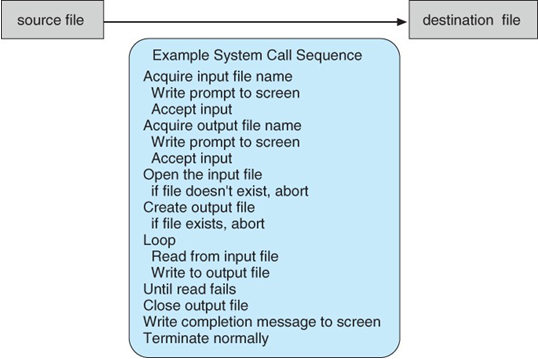 source file
destination file
Example System Call Sequence
Acquire input file name
Write prompt to screen
Accept input
Acquire output file name
Write prompt to screen
Accept input
Open the input file
if file doesn't exist, abort
Create output file
if file exists, abort
Loop
Read from input file
Write to output file
Until read fails
Close output file
Write completion message to screen
Terminate normally